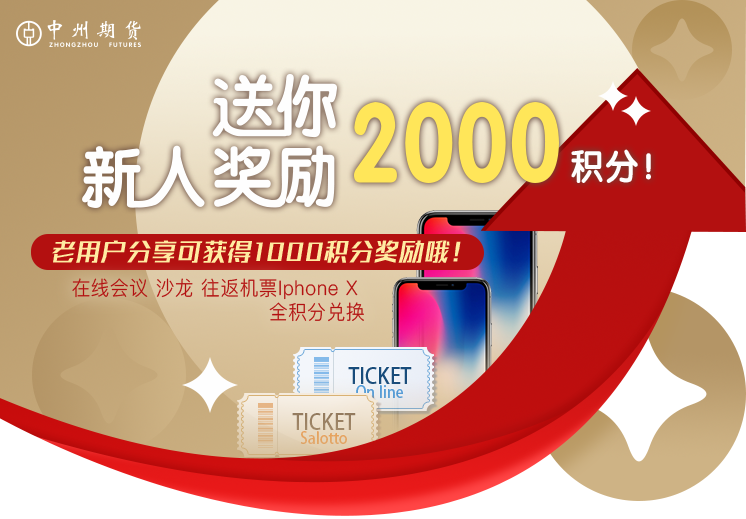 中州期货
ZHONGZHOU FUTURES
送你
新人奖励
2000
积分!
老用户分享可获得1000积分奖励哦!
在线会议 沙龙 往返机票Iphone X
全积分兑换
TICKET
On line
TICKET
Salotto